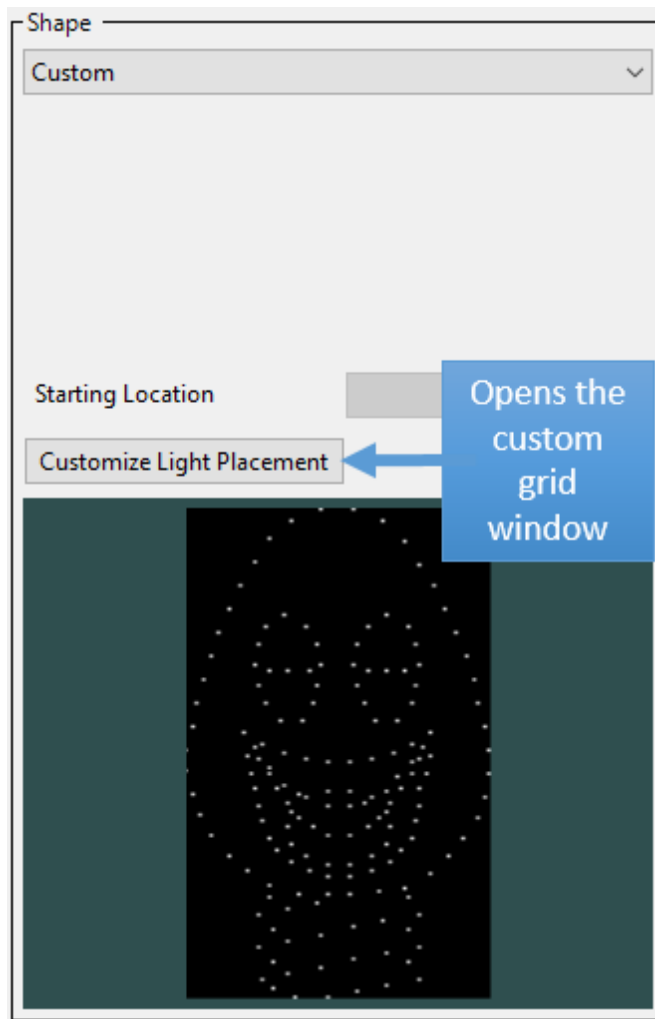 Shape
Custom
Starting Location
Customize Light Placement
Opens the
custom
grid
window